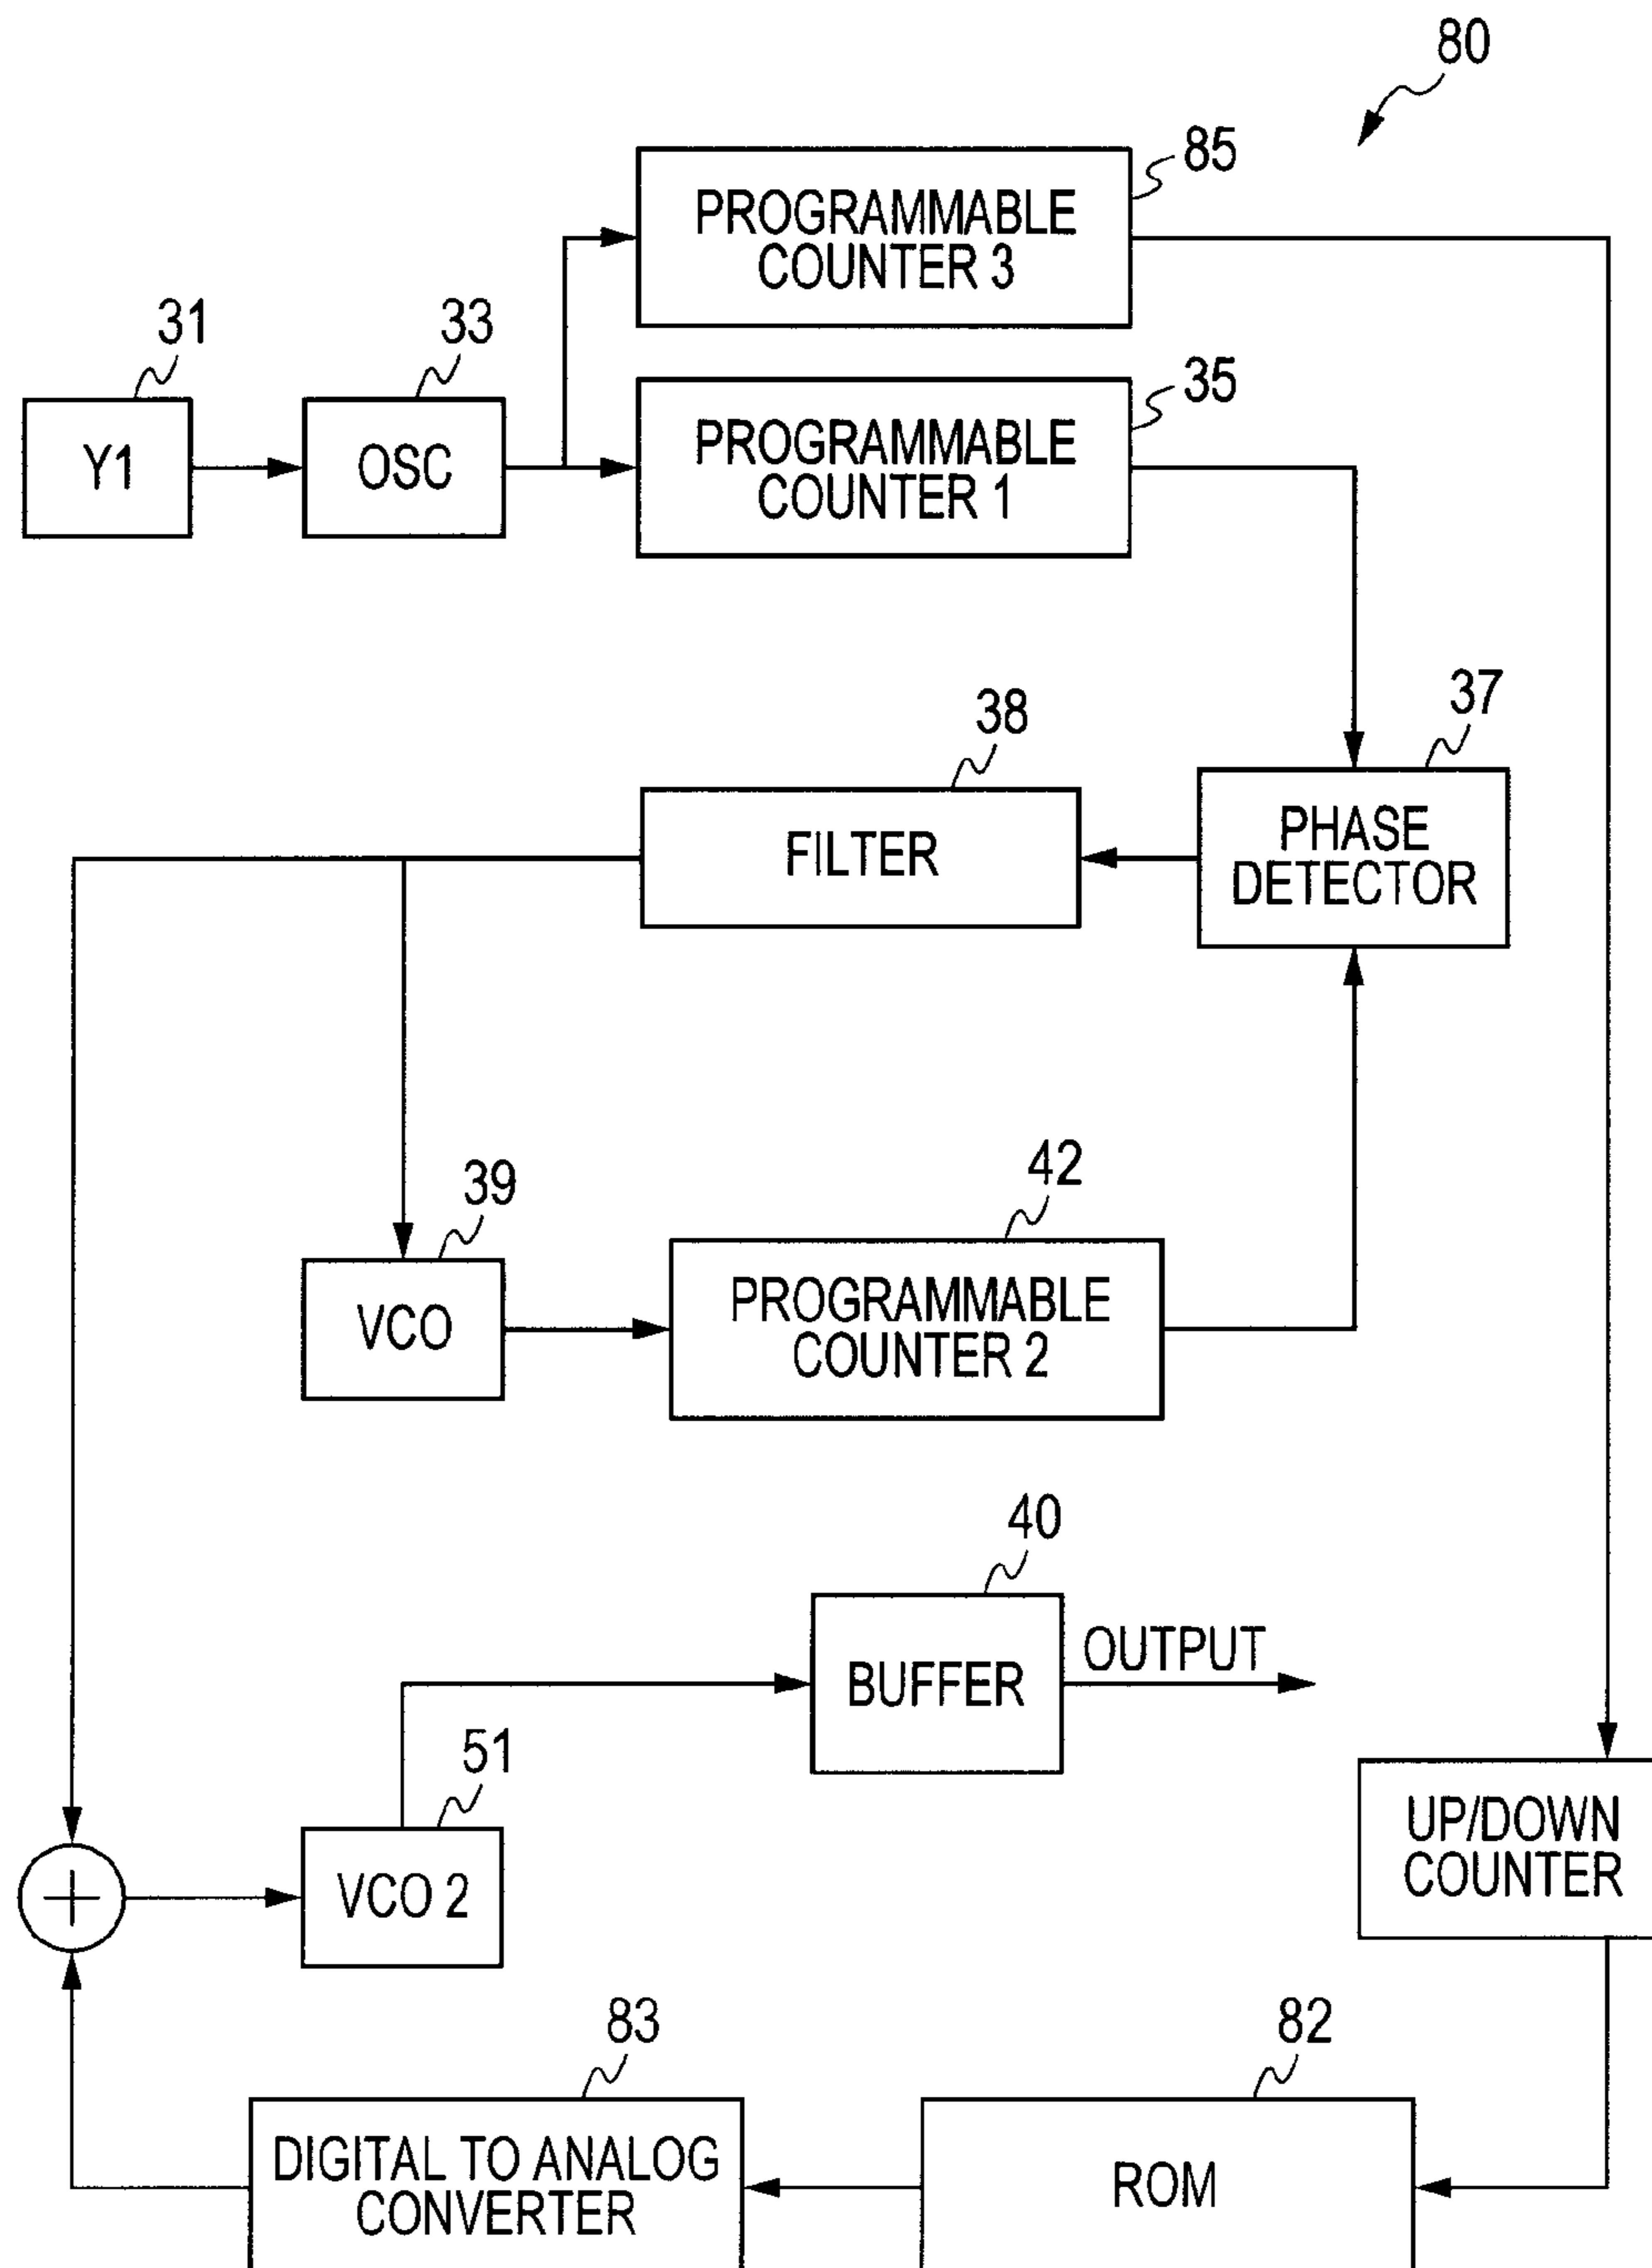 80
85
PROGRAMMABLE
COUNTER 3
31
33
35
Y1
OSC
PROGRAMMABLE
COUNTER 1
37
38
PHASE
DETECTOR
FILTER
39
42
VCO
PROGRAMMABLE
COUNTER 2
40
BUFFER
OUTPUT
51
VCO 2
UP/DOWN
COUNTER
83
82
DIGITAL TO ANALOG
CONVERTER
ROM